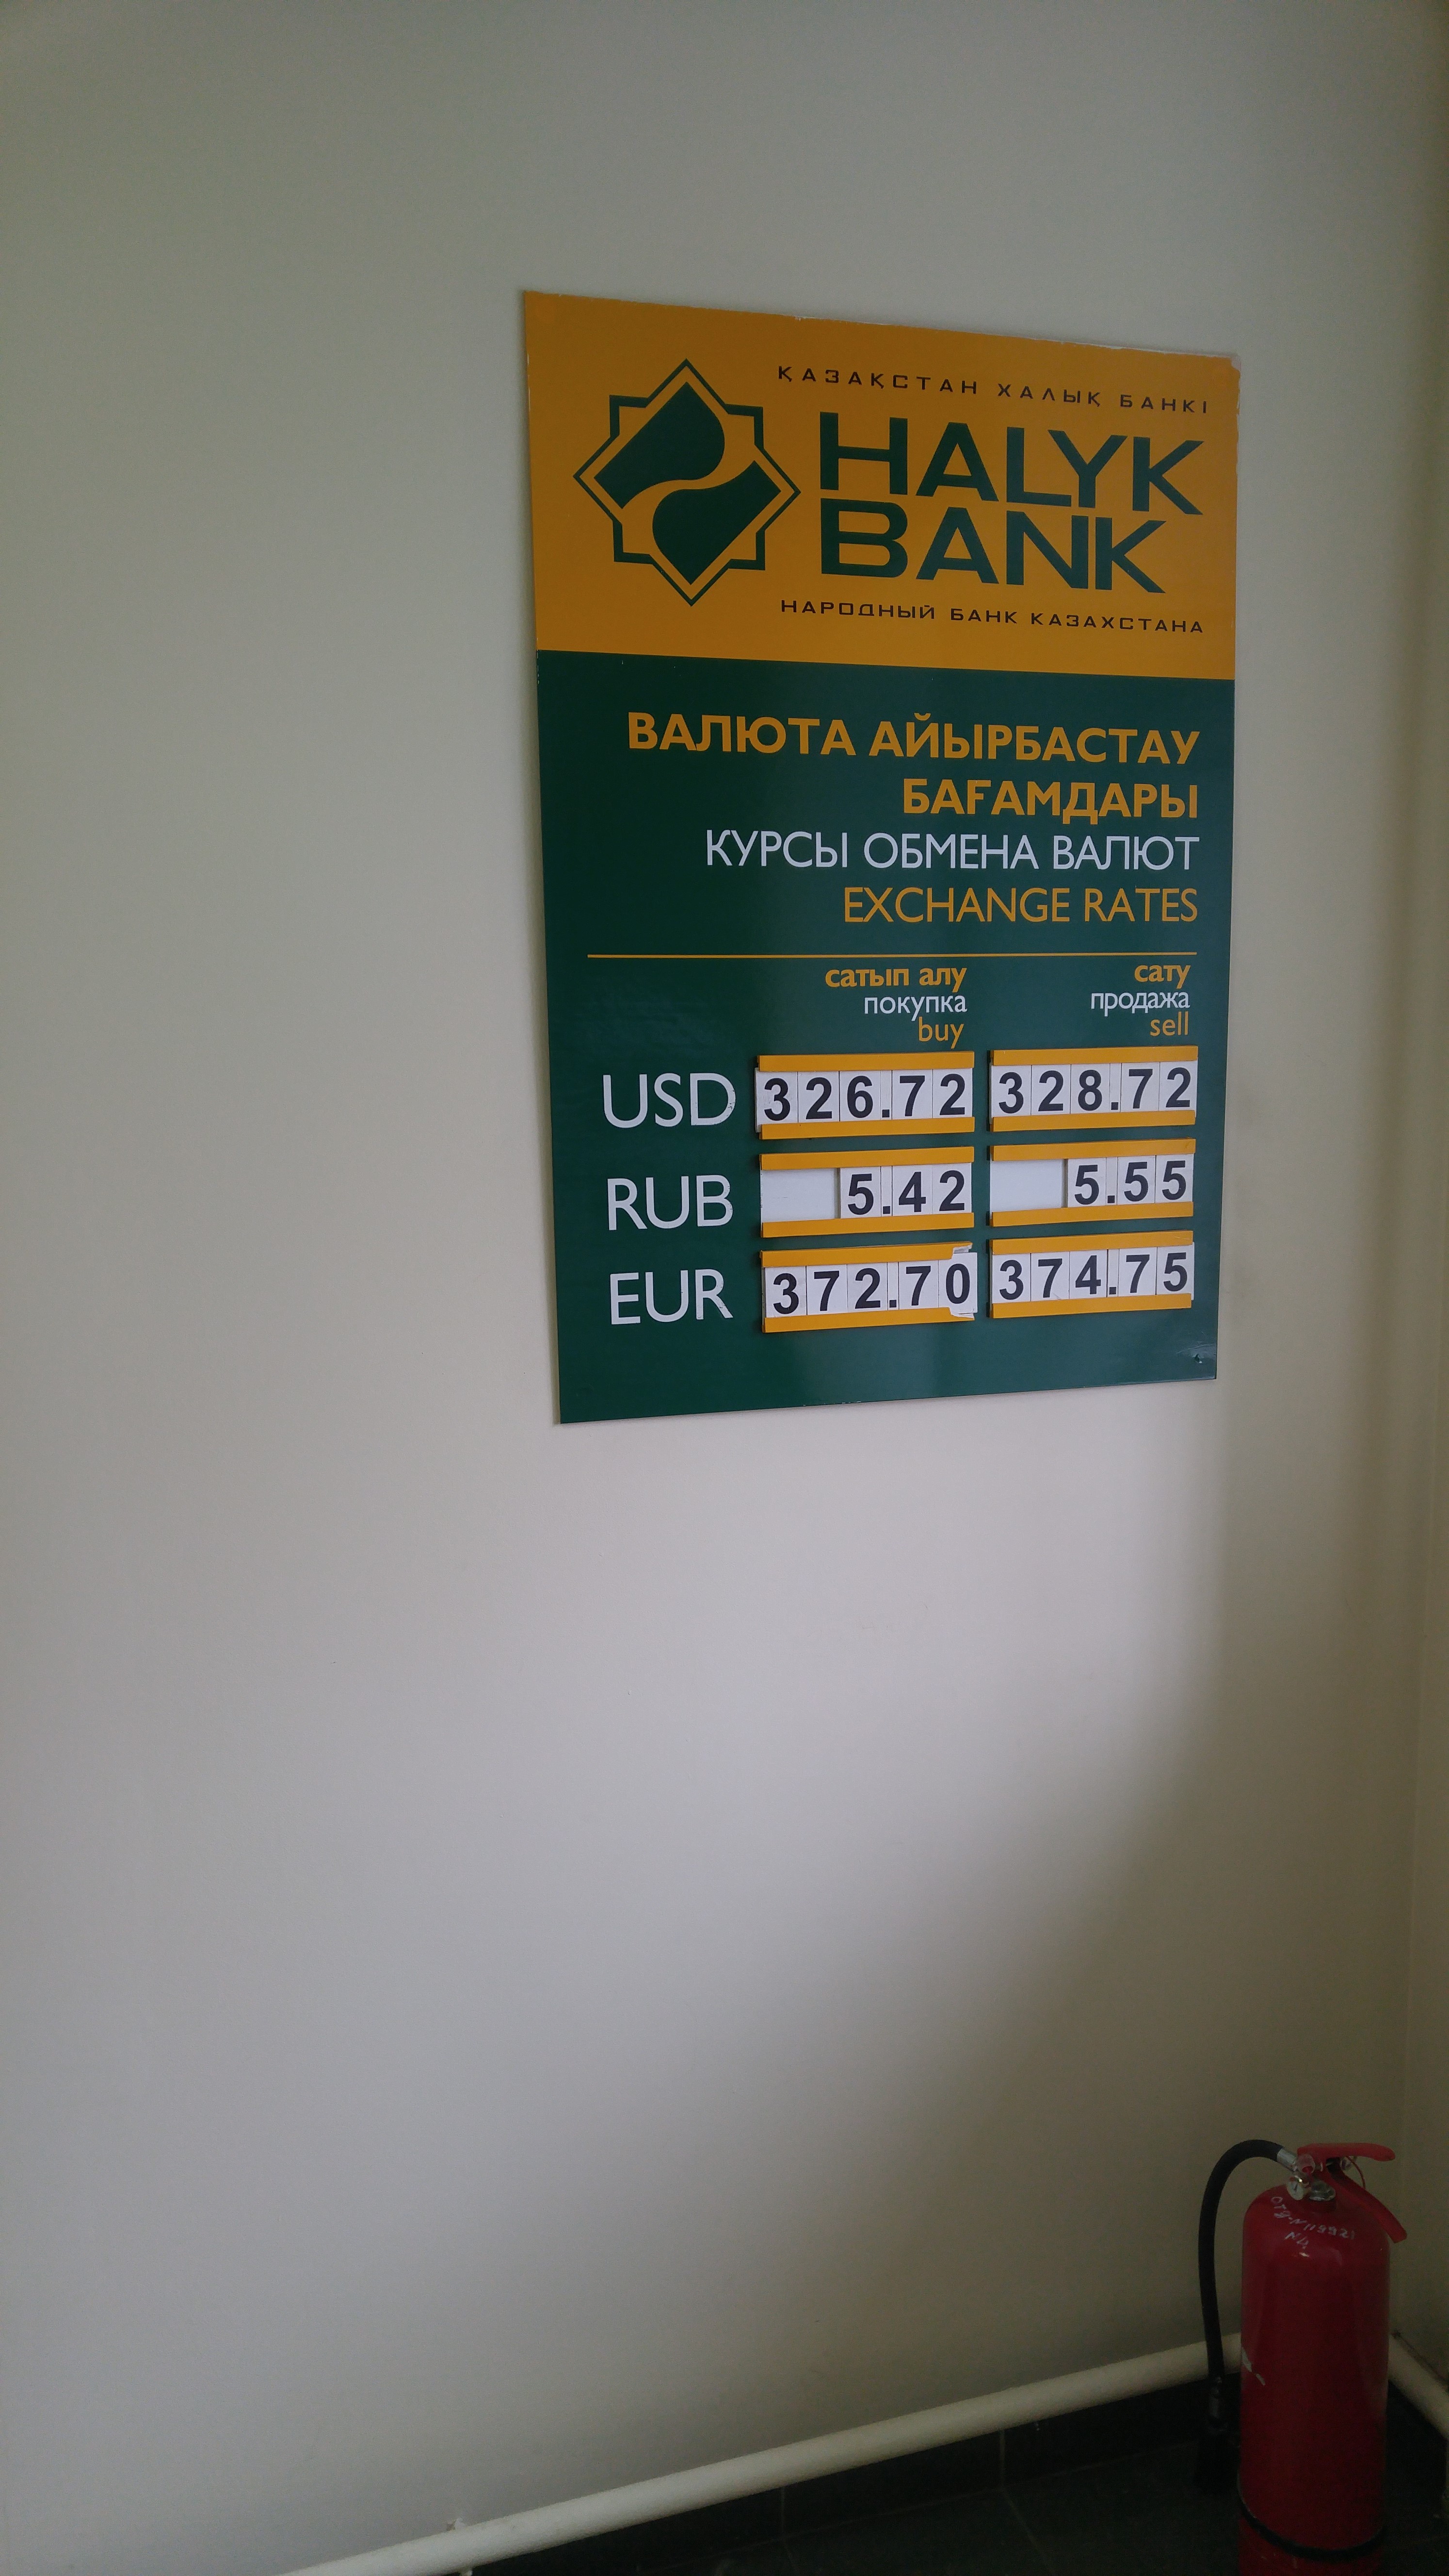 ҚАЗАҚСТАН ХАЛЫҚ БАНКІ
HALYK
BANK
НАРОДНЫЙ БАНК КАЗАХСТАНА
ВАЛЮТА АЙЫРБАСТАУ
БАҒАМДАРЫ
КУРСЫ ОБМЕНА ВАЛЮТ
EXCHANGE RATES
сатып алу сату
покупка продажа
buy sell
USD 326.72 328.72
RUB 5.42 5.55
EUR 372.70 374.75